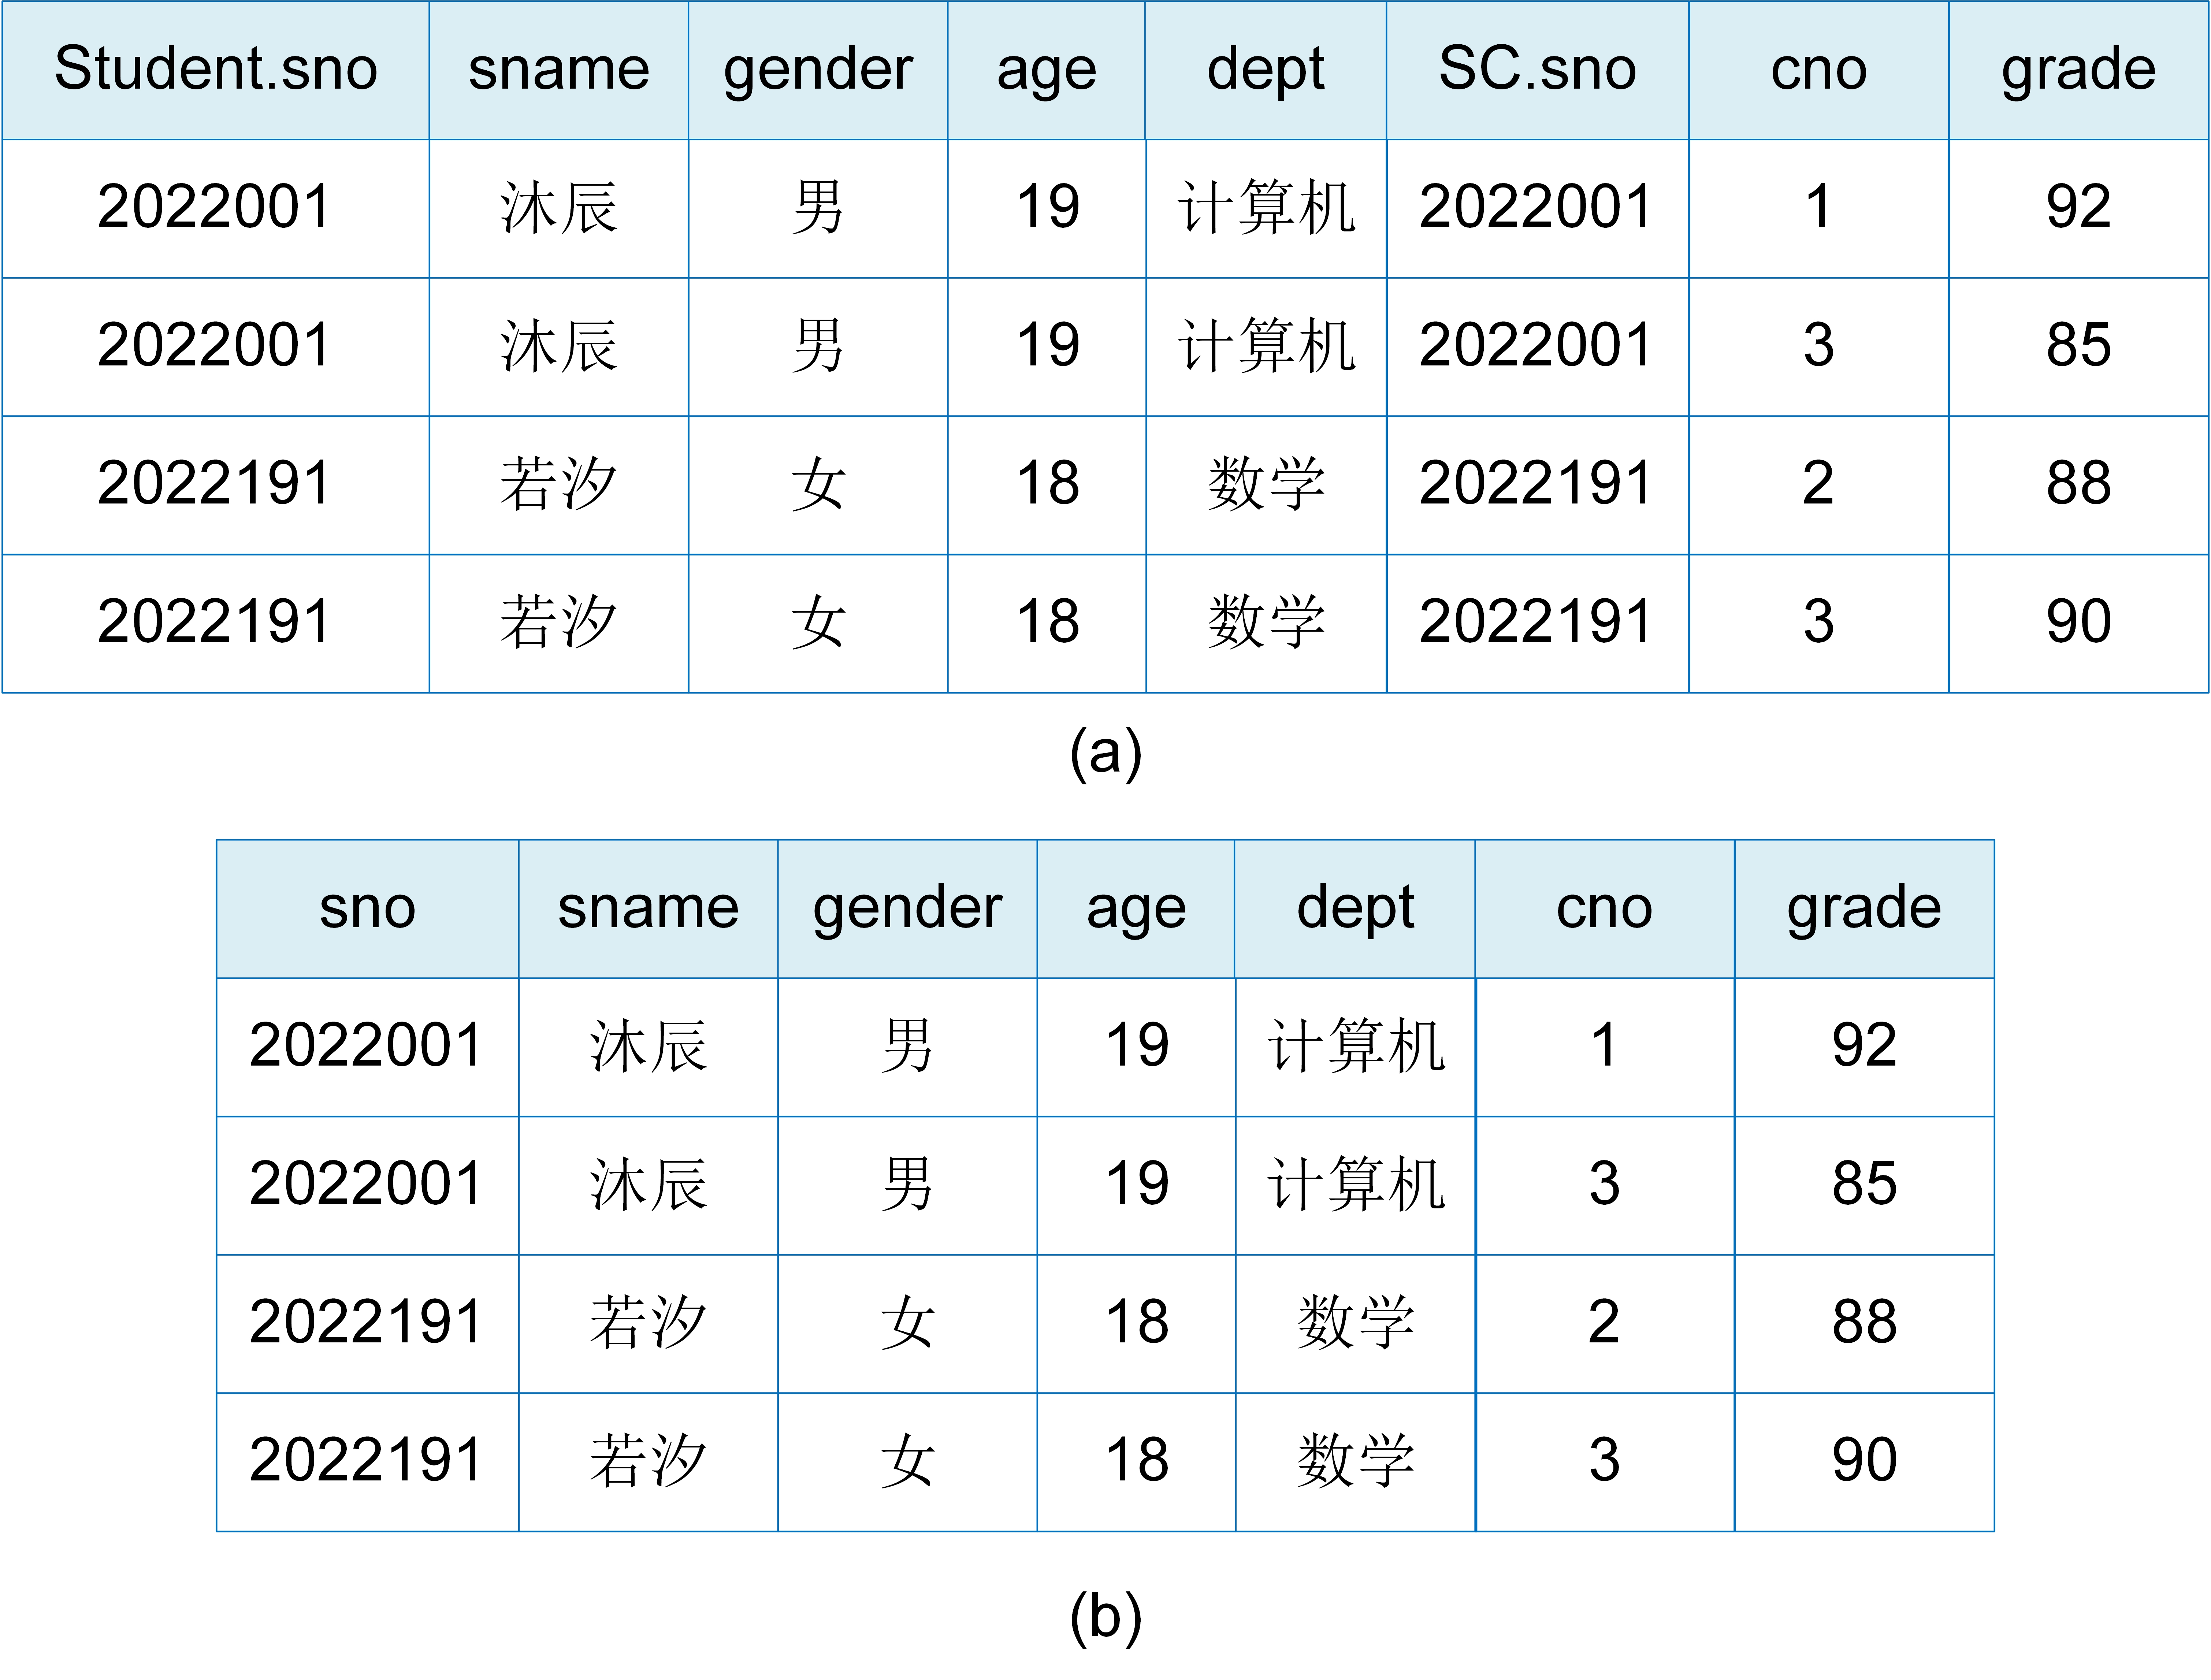 Student.sno sname gender age dept SC.sno cno grade
2022001 沐辰 男 19 计算机 2022001 1 92
2022001 沐辰 男 19 计算机 2022001 3 85
2022191 若汐 女 18 数学 2022191 2 88
2022191 若汐 女 18 数学 2022191 3 90
(a)
sno sname gender age dept cno grade
2022001 沐辰 男 19 计算机 1 92
2022001 沐辰 男 19 计算机 3 85
2022191 若汐 女 18 数学 2 88
2022191 若汐 女 18 数学 3 90
(b)